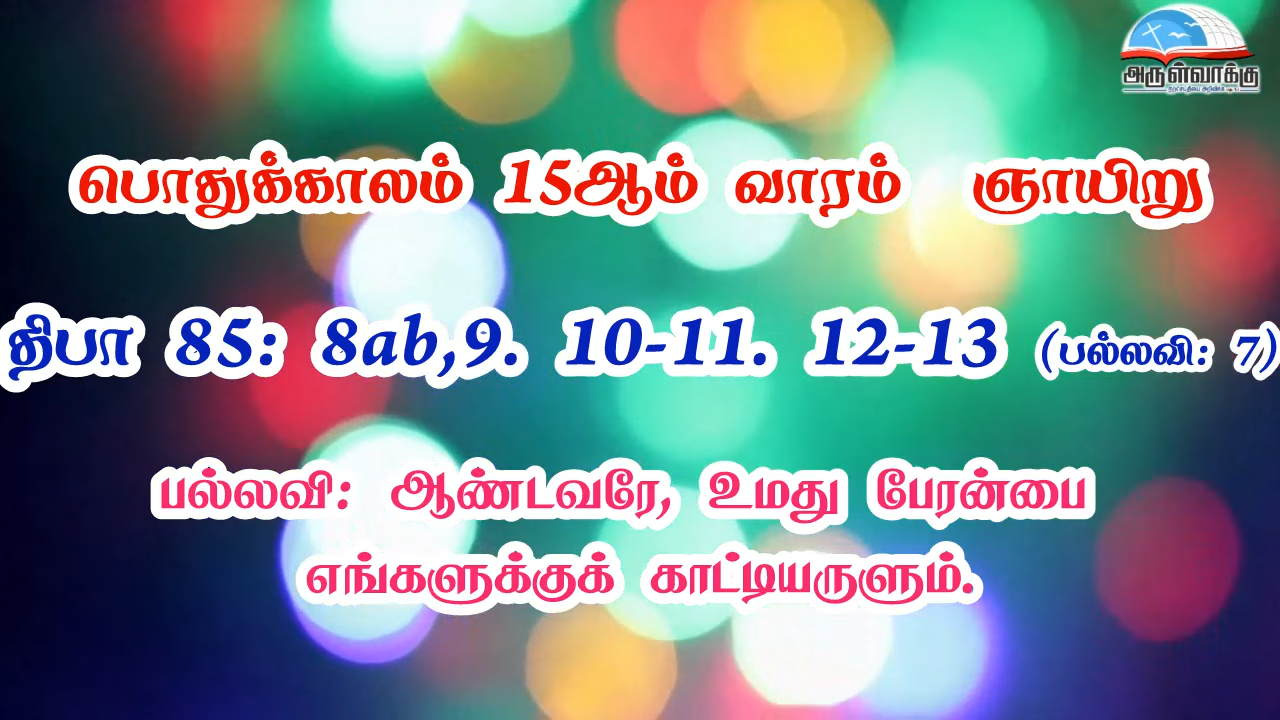 அருள்வாக்கு
பொதுக்காலம் 15ஆம் வாரம் ஞாயிறு
திபா 85: 8ab,9. 10-11. 12-13 (பல்லவி: 7)
பல்லவி: ஆண்டவரே, உமது பேரன்பை
எங்களுக்குக் காட்டியருளும்.